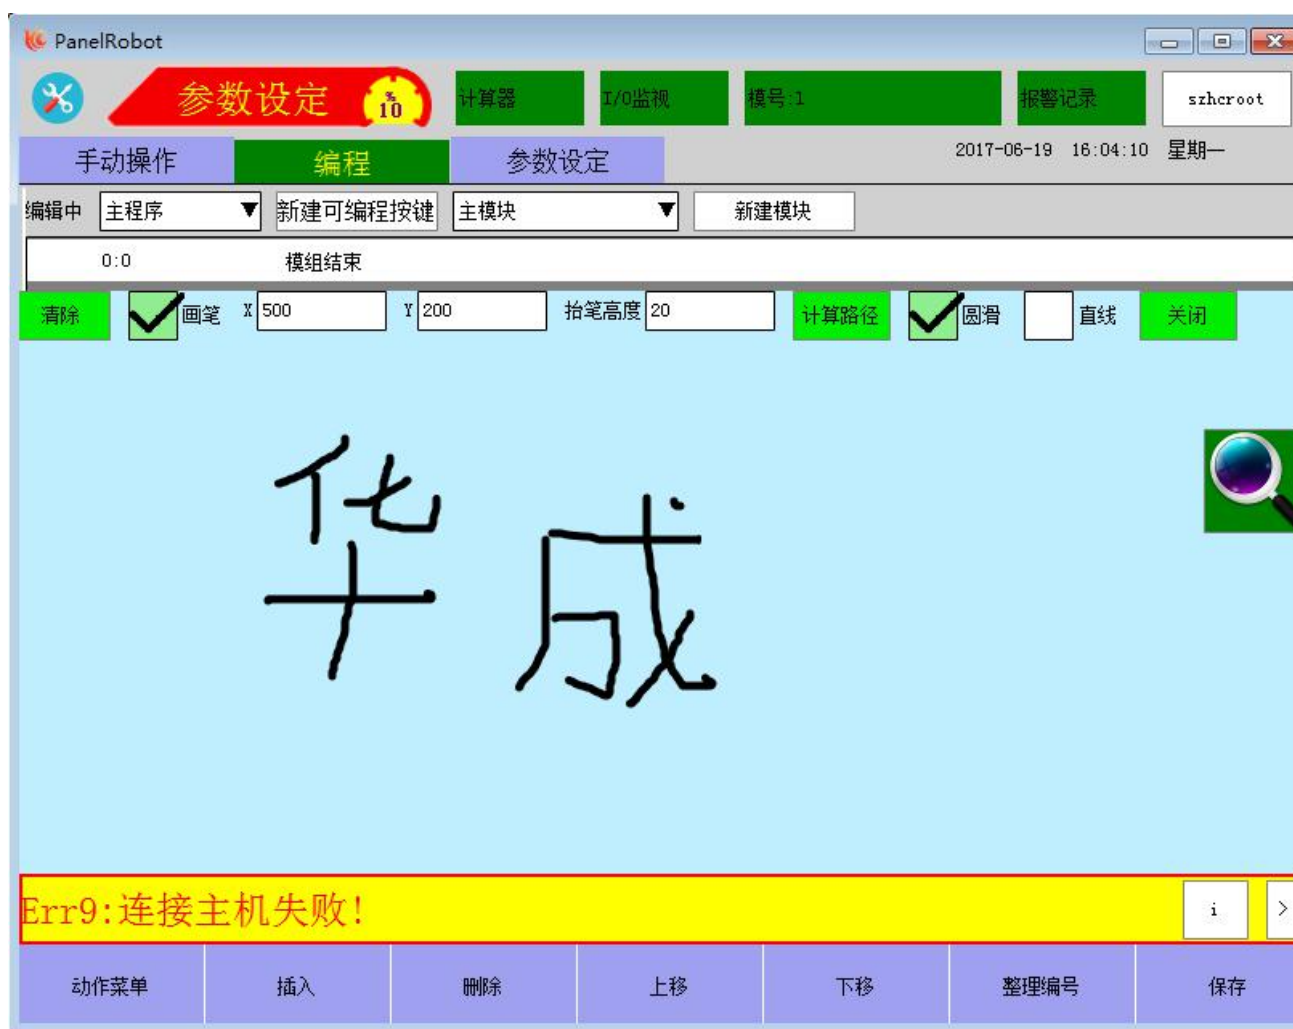 PanelRobot
参数设定 %10 计算器 I/O监视 模号:1 报警记录 szhcroot
手动操作 编程 参数设定 2017-06-19 16:04:10 星期一
编辑中 主程序 新建可编程按键 主模块 新建模块
0:0 模组结束
清除 画笔 X 500 Y 200 抬笔高度 20 计算路径 圆滑 直线 关闭
华成
Err9:连接主机失败! i >
动作菜单 插入 删除 上移 下移 整理编号 保存